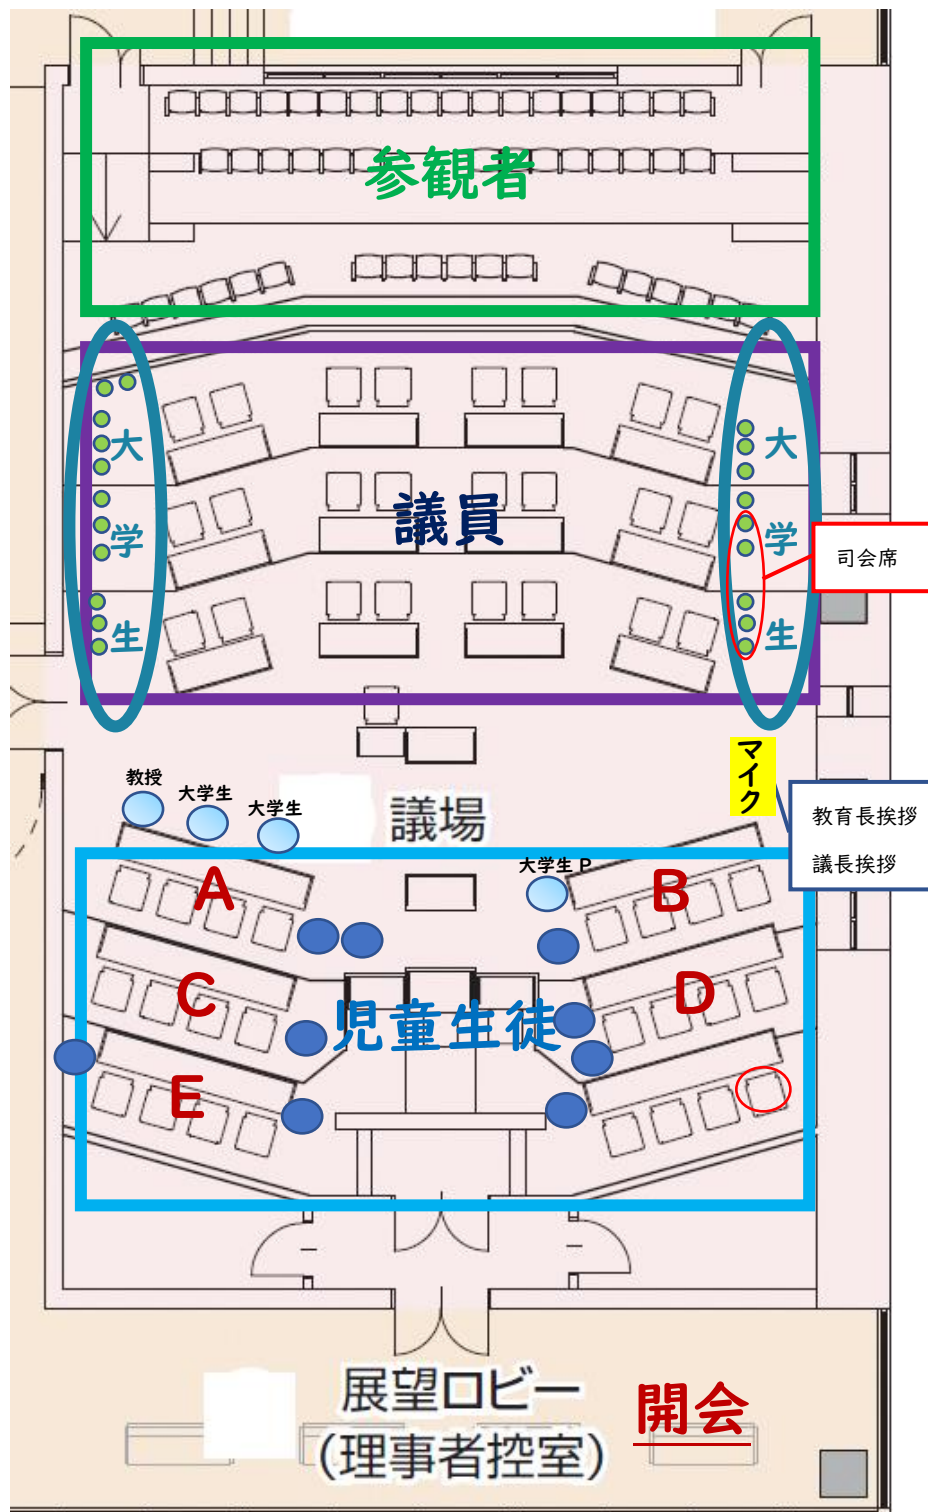 参観者
大
学
生
議員
大
学
生
司会席
マイク
教育長挨拶
議長挨拶
教授
大学生
大学生
議場
大学生 P
A
B
C
D
児童生徒
E
展望ロビー
(理事者控室)
開会